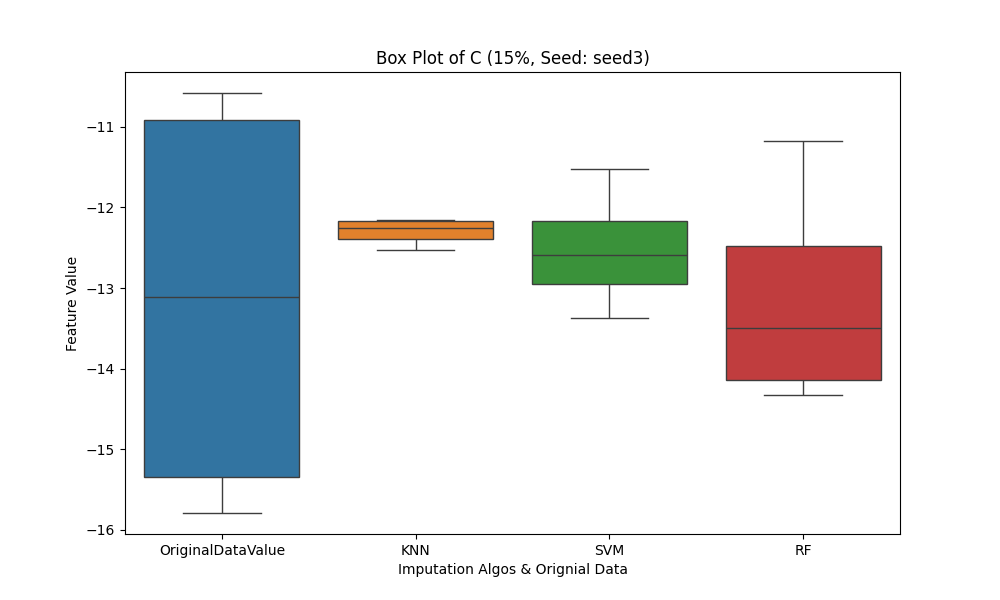 Box Plot of C (15%, Seed: seed3)
Feature Value
−11
−12
−13
−14
−15
−16
OriginalDataValue KNN SVM RF
Imputation Algos & Orignial Data